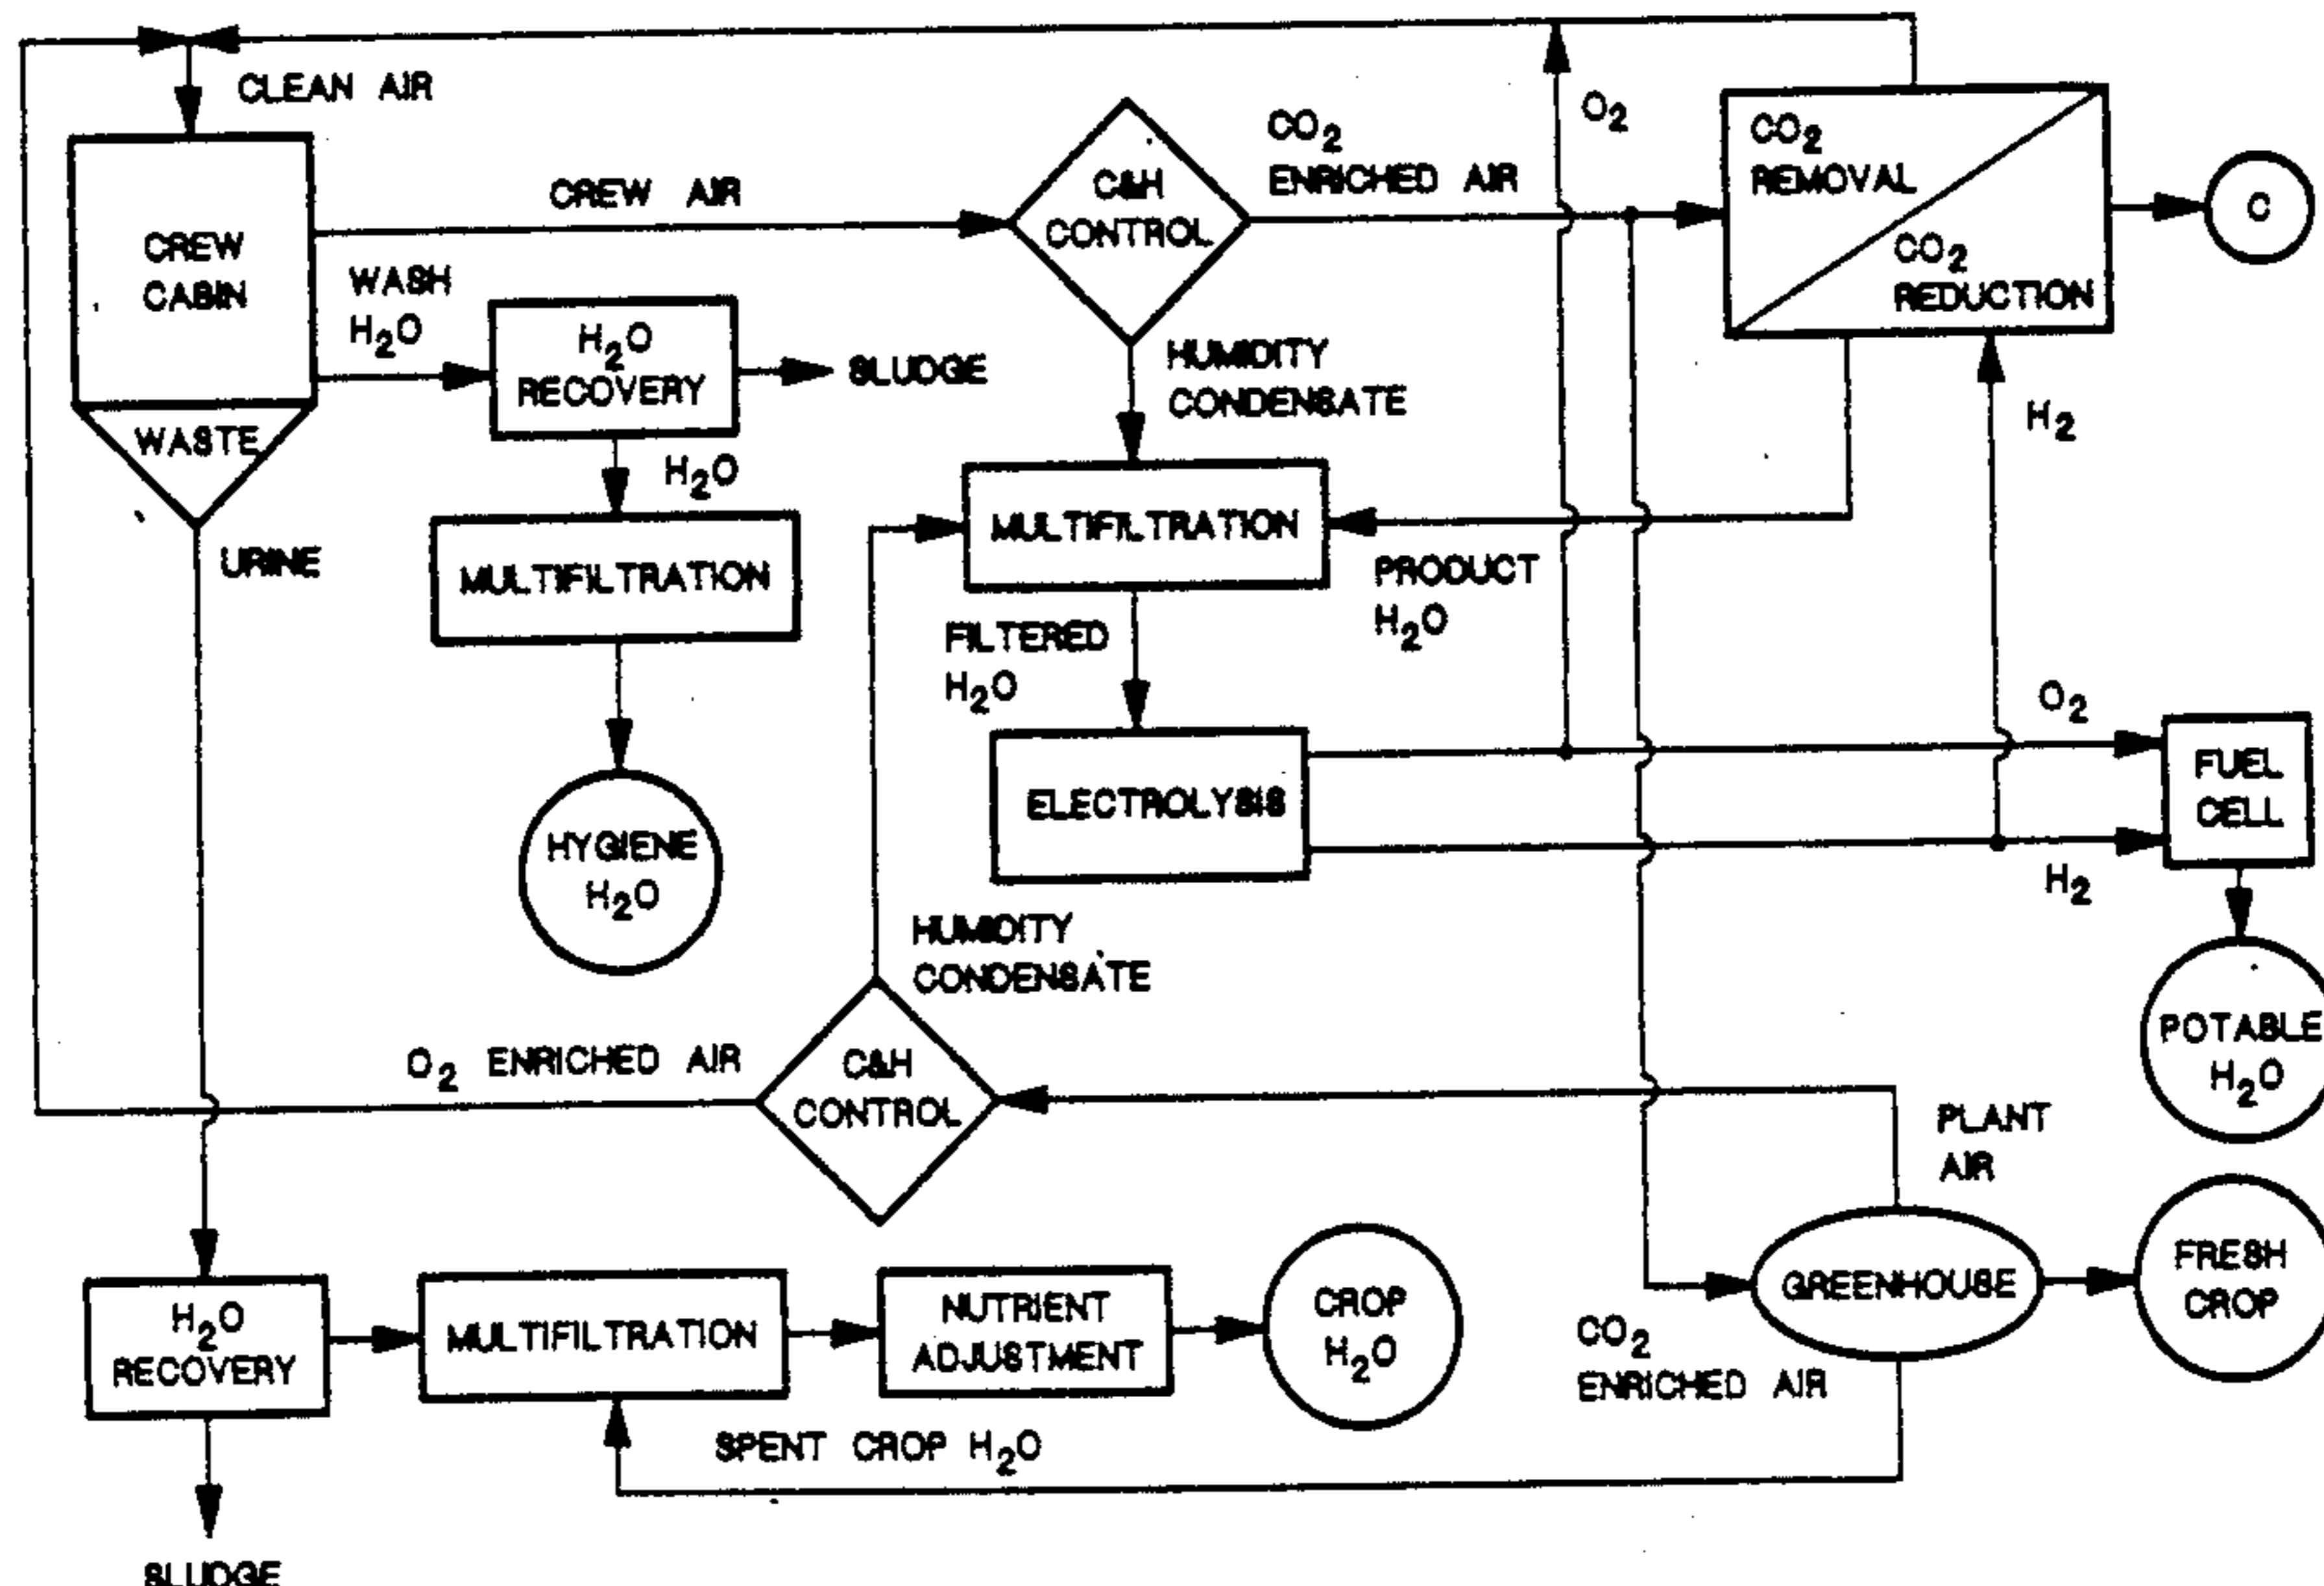 CLEAN AIR
O₂
CO₂
REMOVAL
CO₂
REDUCTION
C
CREW AIR
C&H
CONTROL
CO₂
ENRICHED AIR
CREW
CABIN
WASTE
WASH
H₂O
H₂O
RECOVERY
SLUDGE
HUMIDITY
CONDENSATE
H₂
H₂O
URINE
MULTIFILTRATION
MULTIFILTRATION
PRODUCT
H₂O
FILTERED
H₂O
HYGIENE
H₂O
ELECTROLYSIS
O₂
FUEL
CELL
H₂
HUMIDITY
CONDENSATE
POTABLE
H₂O
O₂ ENRICHED AIR
C&H
CONTROL
PLANT
AIR
H₂O
RECOVERY
MULTIFILTRATION
NUTRIENT
ADJUSTMENT
CROP
H₂O
GREENHOUSE
FRESH
CROP
CO₂
ENRICHED AIR
SPENT CROP H₂O
SLUDGE